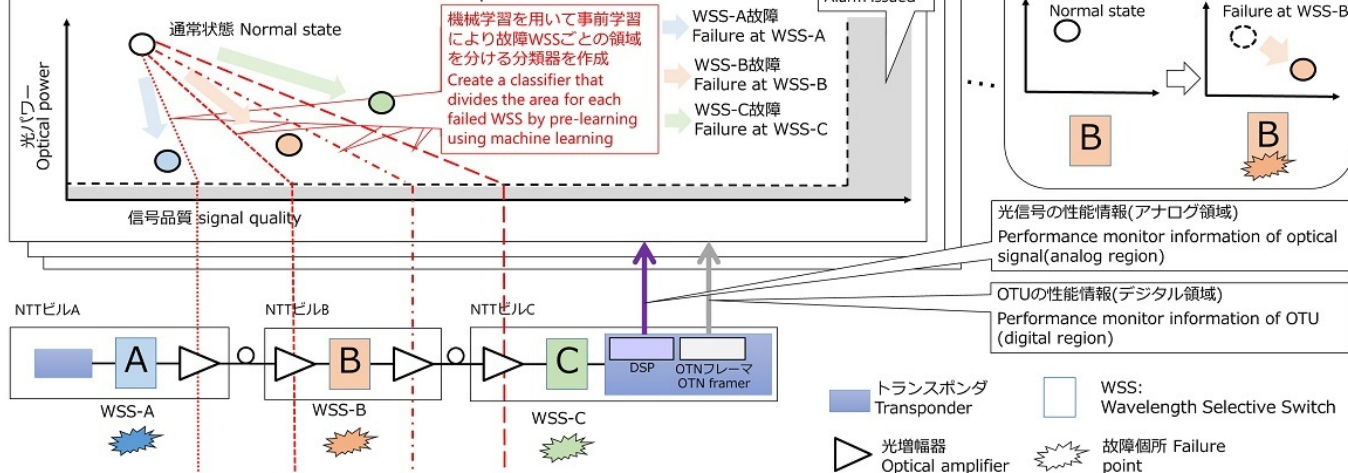 通常状態 Normal state
機械学習を用いて事前学習
により故障WSSごとの領域
を分ける分類器を作成
Create a classifier that
divides the area for each
failed WSS by pre-learning
using machine learning
WSS-A故障
Failure at WSS-A
WSS-B故障
Failure at WSS-B
WSS-C故障
Failure at WSS-C
光パワー
Optical power
信号品質 signal quality
Normal state
Failure at WSS-B
B
B
光信号の性能情報(アナログ領域)
Performance monitor information of optical
signal(analog region)
OTUの性能情報(デジタル領域)
Performance monitor information of OTU
(digital region)
NTTビルA
NTTビルB
NTTビルC
A
B
C
DSP
OTNフレーマ
OTN framer
WSS-A
WSS-B
WSS-C
トランスポンダ
Transponder
WSS:
Wavelength Selective Switch
光増幅器
Optical amplifier
故障個所 Failure
point